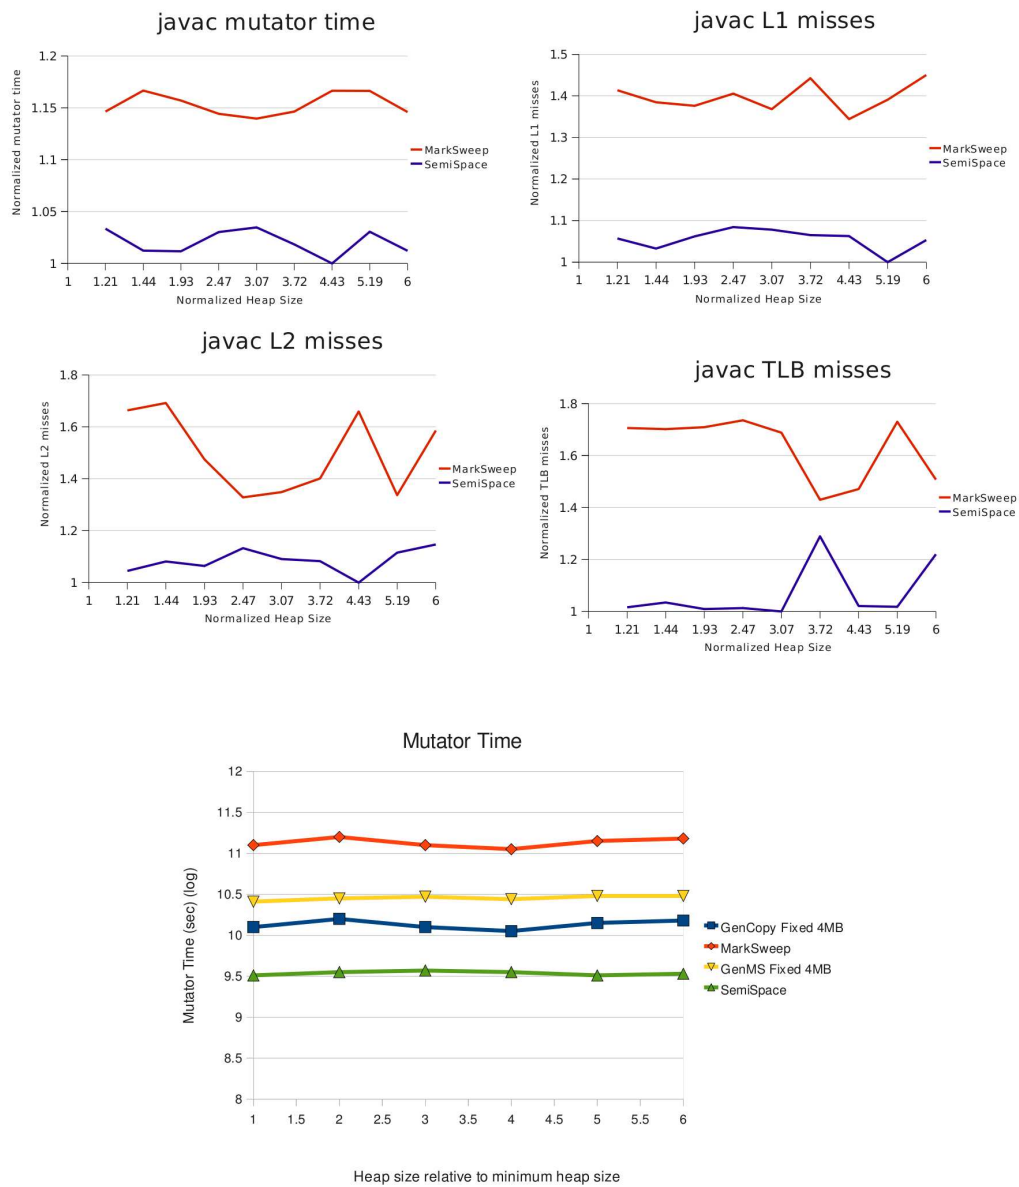 javac mutator time
1.2
1.15
1.1
1.05
1
Normalized mutator time
1 1.21 1.44 1.93 2.47 3.07 3.72 4.43 5.19 6
Normalized Heap Size
MarkSweep
SemiSpace
javac L1 misses
1.5
1.4
1.3
1.2
1.1
1
Normalized L1 misses
1 1.21 1.44 1.93 2.47 3.07 3.72 4.43 5.19 6
Normalized Heap Size
MarkSweep
SemiSpace
javac L2 misses
1.8
1.6
1.4
1.2
1
Normalized L2 misses
1 1.21 1.44 1.93 2.47 3.07 3.72 4.43 5.19 6
Normalized Heap Size
MarkSweep
SemiSpace
javac TLB misses
1.8
1.6
1.4
1.2
1
Normalized TLB misses
1 1.21 1.44 1.93 2.47 3.07 3.72 4.43 5.19 6
Normalized Heap Size
MarkSweep
SemiSpace
Mutator Time
12
11.5
11
10.5
10
9.5
9
8.5
8
Mutator Time (sec) (log)
1 1.5 2 2.5 3 3.5 4 4.5 5 5.5 6
Heap size relative to minimum heap size
GenCopy Fixed 4MB
MarkSweep
GenMS Fixed 4MB
SemiSpace